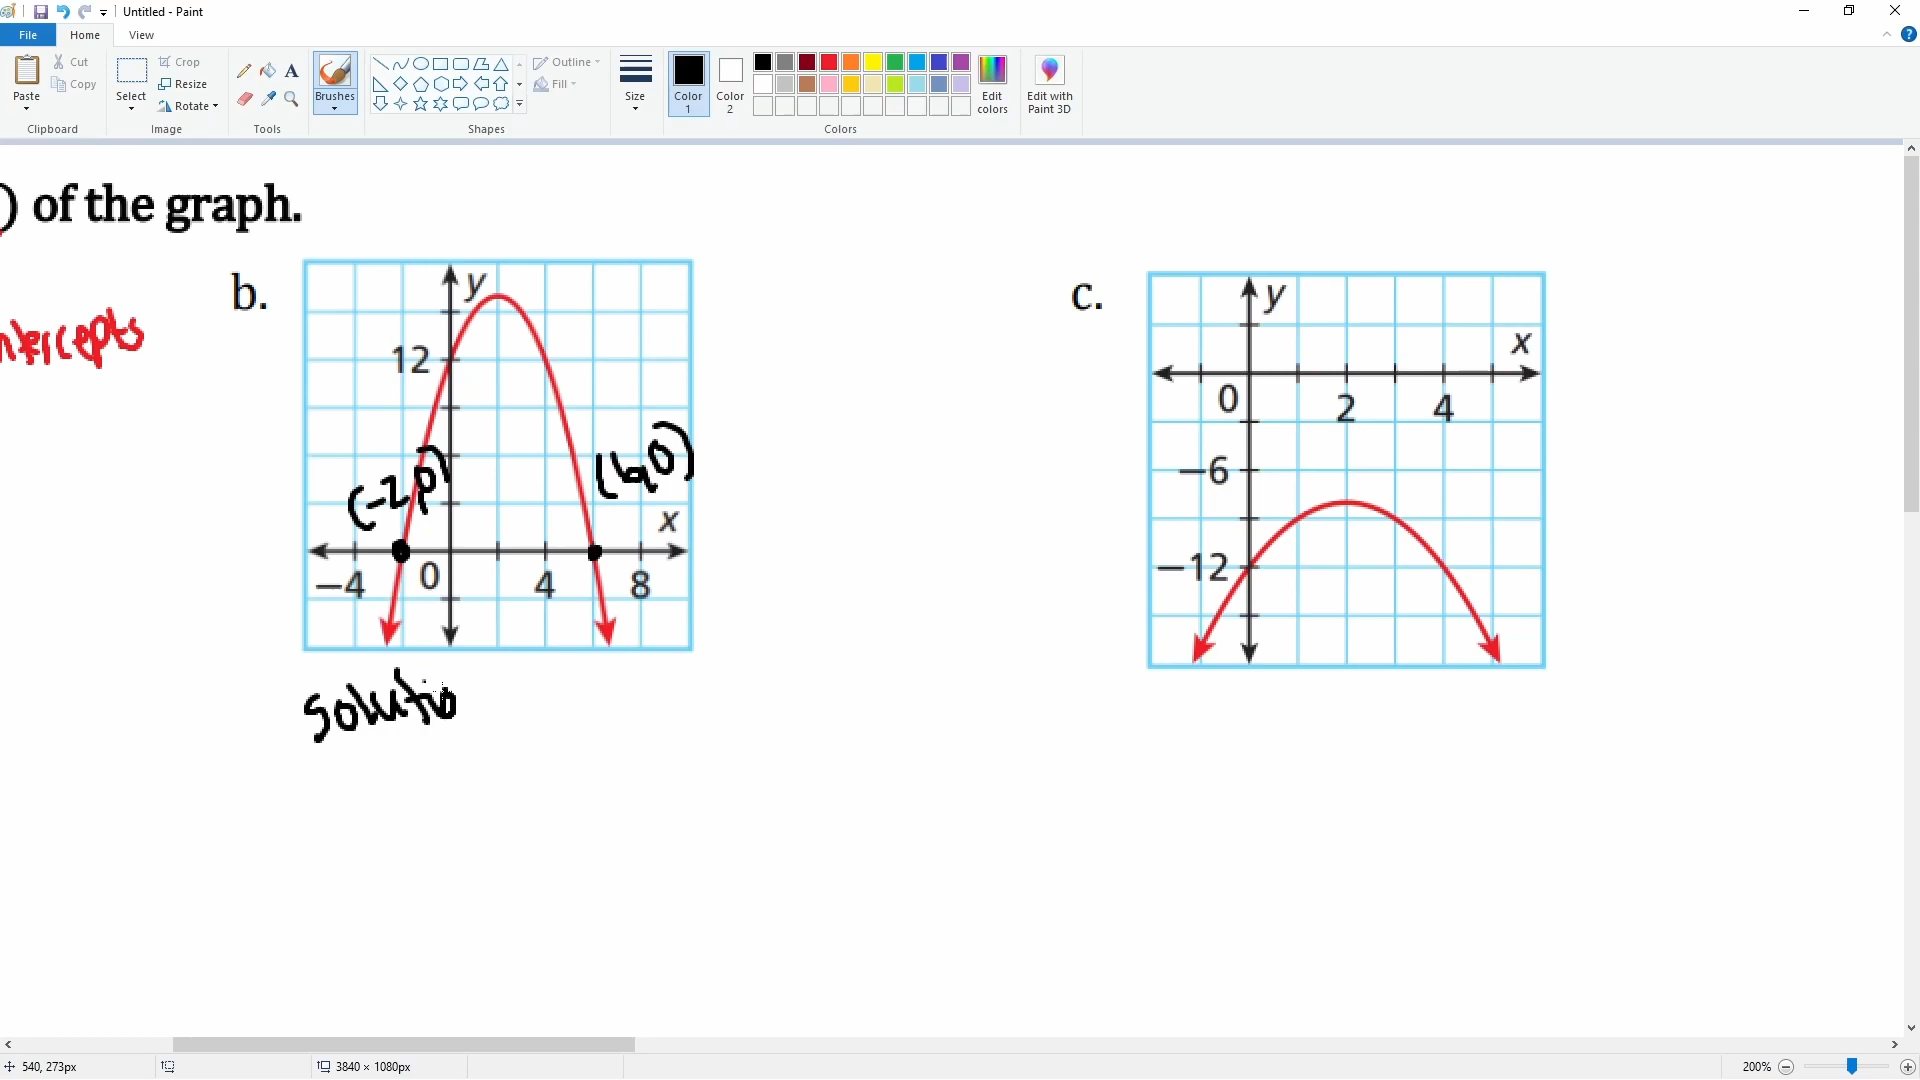 Untitled - Paint
File Home View
Paste
Cut
Copy
Clipboard
Select
Crop
Resize
Rotate
Image
A
Tools
Brushes
Shapes
Outline
Fill
Size
Color 1
Color 2
Edit colors
Colors
Edit with Paint 3D
) of the graph.
ntercepts
b.
y
12
(-2,0)
(6,0)
x
−4 0 4 8
solutio
c.
y
x
0 2 4
−6
−12
540, 273px
3840 × 1080px
200%